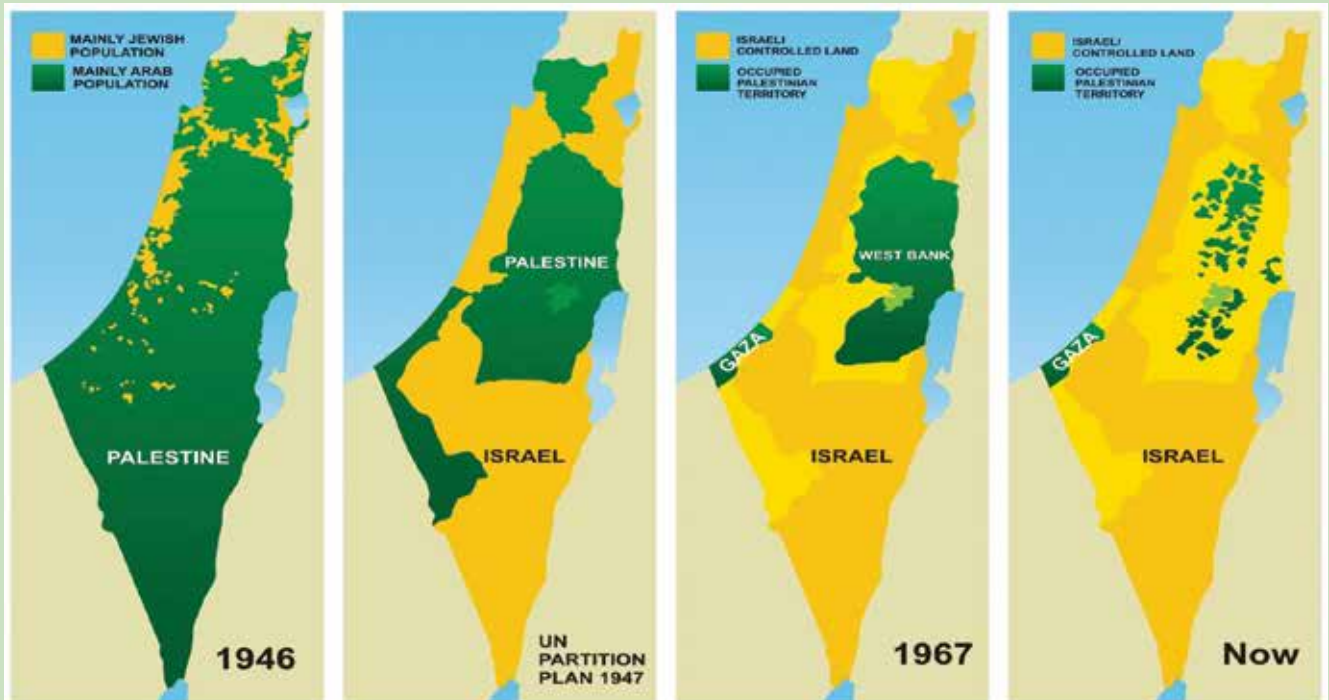 MAINLY JEWISH
POPULATION
MAINLY ARAB
POPULATION
PALESTINE
1946
PALESTINE
ISRAEL
UN
PARTITION
PLAN 1947
ISRAELI
CONTROLLED LAND
OCCUPIED
PALESTINIAN
TERRITORY
WEST BANK
GAZA
ISRAEL
1967
ISRAELI
CONTROLLED LAND
OCCUPIED
PALESTINIAN
TERRITORY
GAZA
ISRAEL
Now